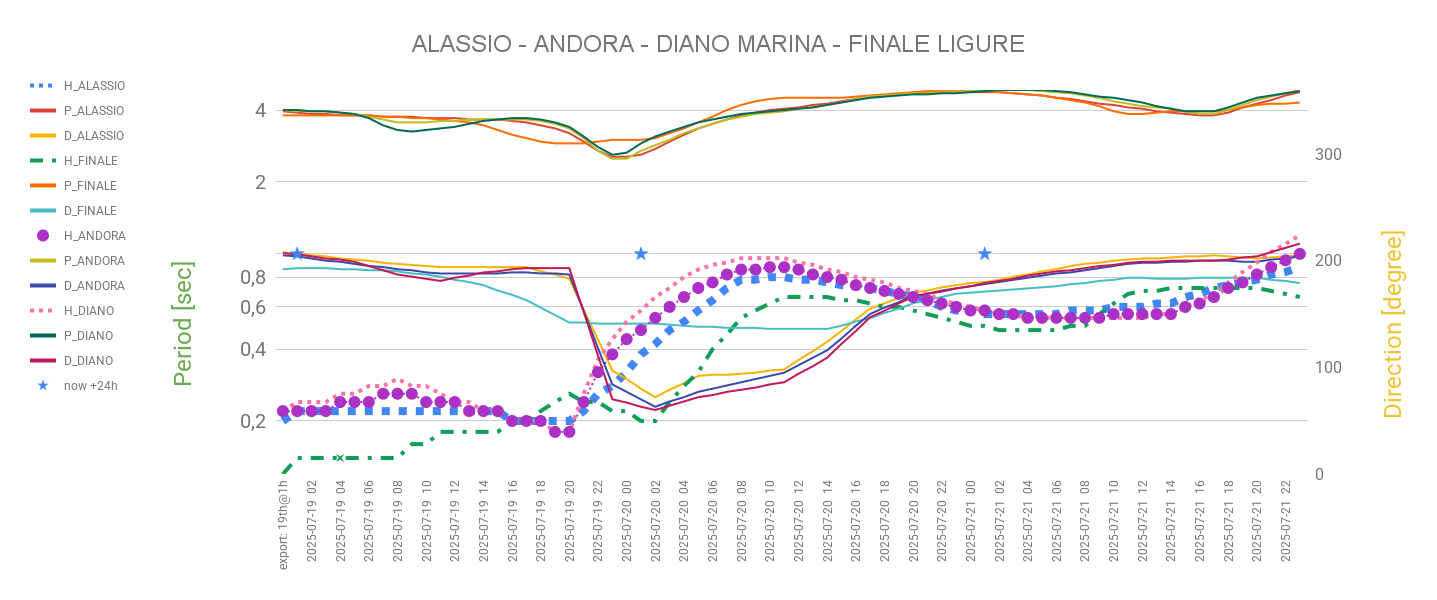 ALASSIO - ANDORA - DIANO MARINA - FINALE LIGURE
H_ALASSIO
P_ALASSIO
D_ALASSIO
H_FINALE
P_FINALE
D_FINALE
H_ANDORA
P_ANDORA
D_ANDORA
H_DIANO
P_DIANO
D_DIANO
now +24h
Period [sec]
4
2
0,8
0,6
0,4
0,2
300
200
100
0
Direction [degree]
export: 19th@1h
2025-07-19 02
2025-07-19 04
2025-07-19 06
2025-07-19 08
2025-07-19 10
2025-07-19 12
2025-07-19 14
2025-07-19 16
2025-07-19 18
2025-07-19 20
2025-07-19 22
2025-07-20 00
2025-07-20 02
2025-07-20 04
2025-07-20 06
2025-07-20 08
2025-07-20 10
2025-07-20 12
2025-07-20 14
2025-07-20 16
2025-07-20 18
2025-07-20 20
2025-07-20 22
2025-07-21 00
2025-07-21 02
2025-07-21 04
2025-07-21 06
2025-07-21 08
2025-07-21 10
2025-07-21 12
2025-07-21 14
2025-07-21 16
2025-07-21 18
2025-07-21 20
2025-07-21 22